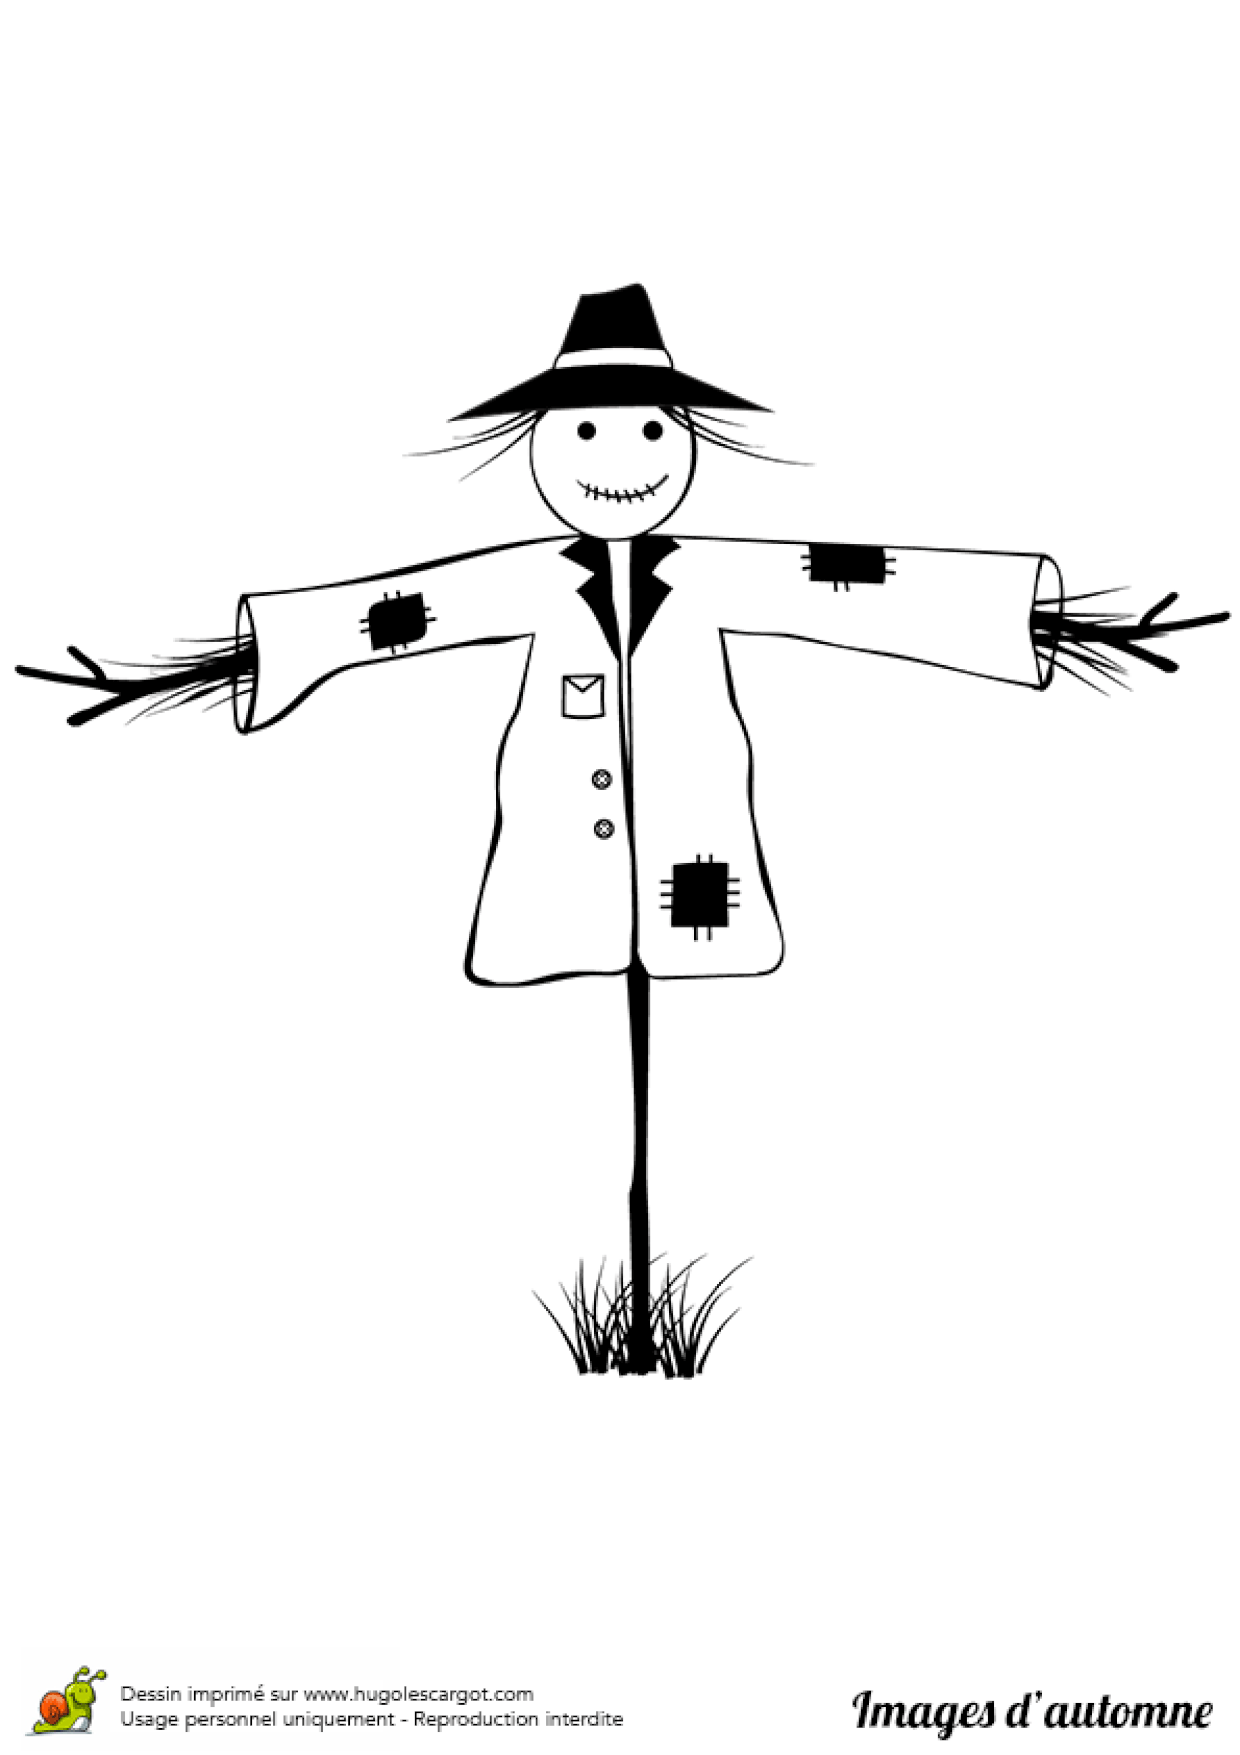 Dessin imprimé sur www.hugolescargot.com
Usage personnel uniquement - Reproduction interdite
Images d'automne